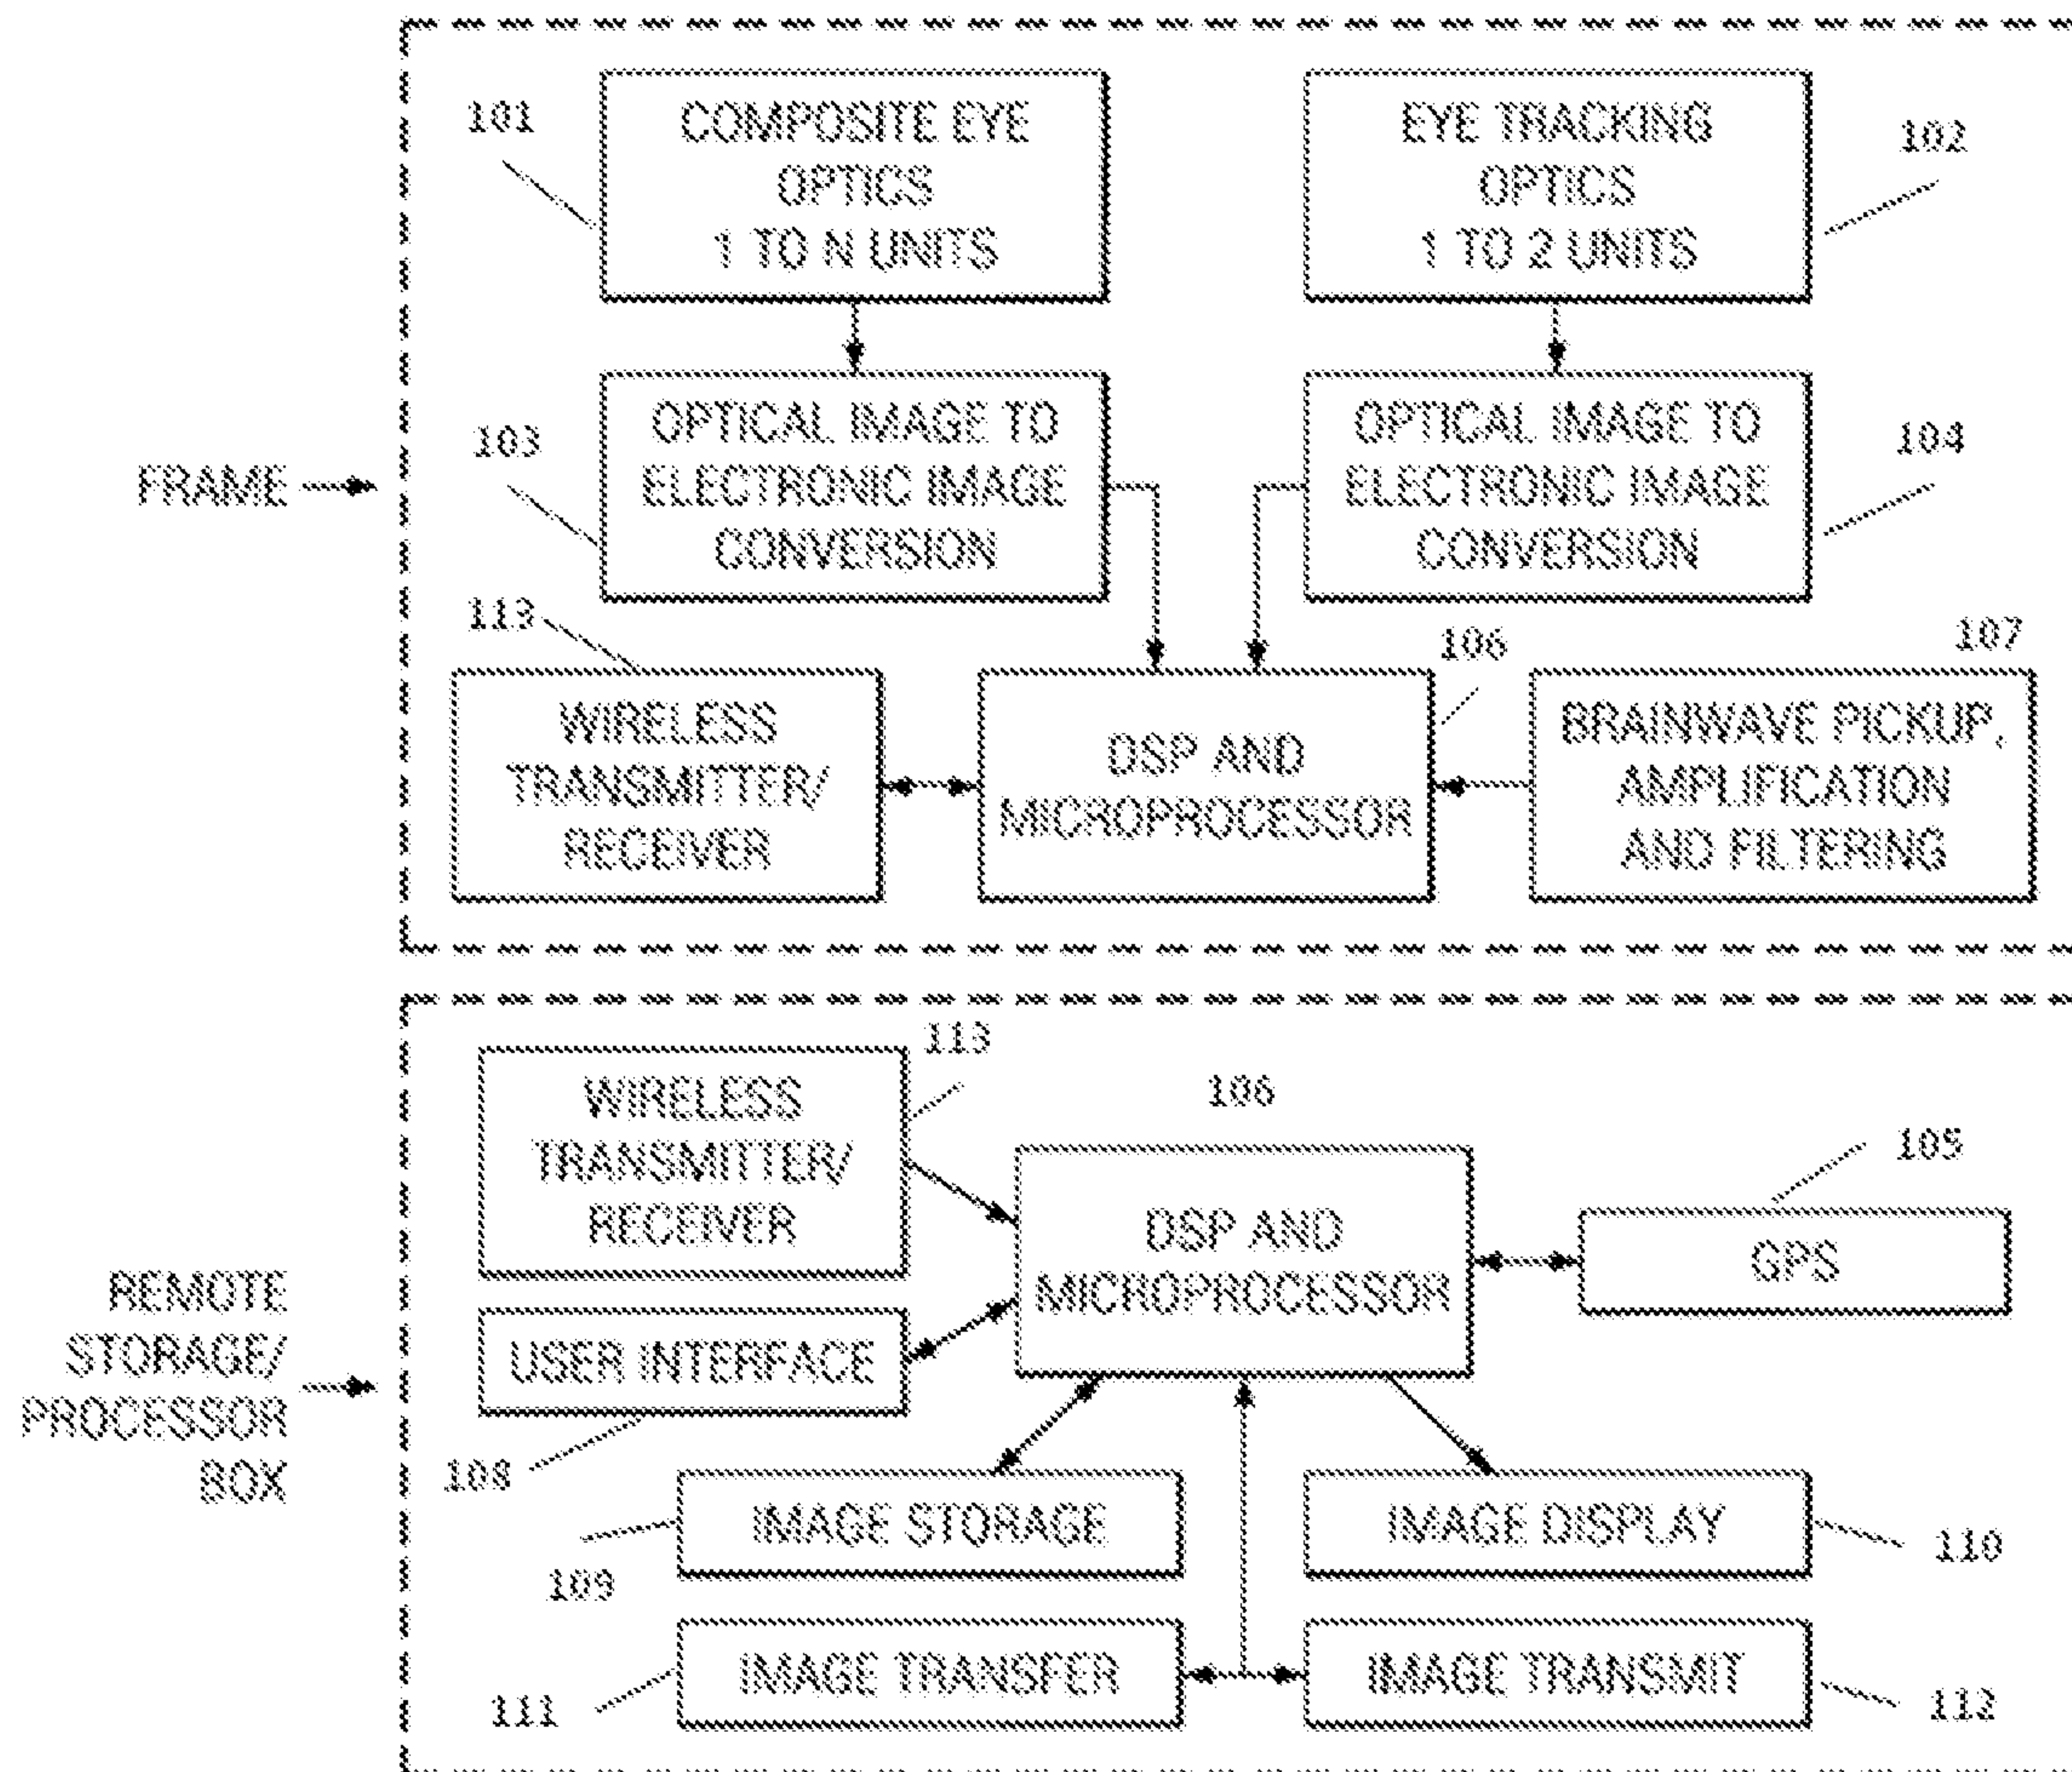 101
COMPOSITE EYE
OPTICS
1 TO N UNITS
EYE TRACKING
OPTICS
1 TO 2 UNITS
102
FRAME
103
OPTICAL IMAGE TO
ELECTRONIC IMAGE
CONVERSION
OPTICAL IMAGE TO
ELECTRONIC IMAGE
CONVERSION
104
113
WIRELESS
TRANSMITTER/
RECEIVER
106
DSP AND
MICROPROCESSOR
107
BRAINWAVE PICKUP,
AMPLIFICATION
AND FILTERING
REMOTE
STORAGE/
PROCESSOR
BOX
113
WIRELESS
TRANSMITTER/
RECEIVER
106
DSP AND
MICROPROCESSOR
105
GPS
USER INTERFACE
108
IMAGE STORAGE
109
IMAGE DISPLAY
110
IMAGE TRANSFER
111
IMAGE TRANSMIT
112